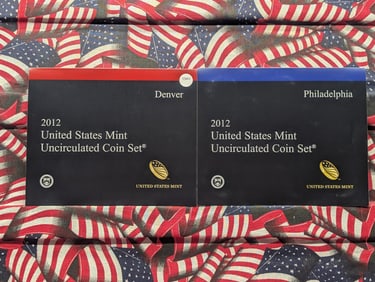 Denver
2012
United States Mint
Uncirculated Coin Set®
UNITED STATES MINT
Philadelphia
2012
United States Mint
Uncirculated Coin Set®
UNITED STATES MINT